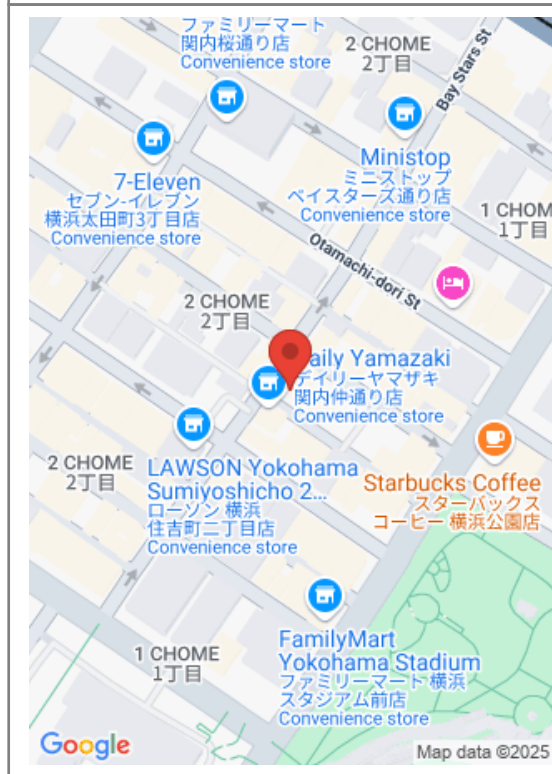 ファミリーマート
関内桜通り店
Convenience store
2 CHOME
2丁目
Bay Stars St
7-Eleven
セブン-イレブン
横浜太田町3丁目店
Convenience store
Ministop
ミニストップ
ベイスターズ通り店
Convenience store
1 CHOM
1丁目
Otamachi-dori St
2 CHOME
2丁目
aily Yamazaki
デイリーヤマザキ
関内仲通り店
Convenience store
2 CHOME
2丁目
LAWSON Yokohama
Sumiyoshicho 2...
ローソン 横浜
住吉町二丁目店
Convenience store
Starbucks Coffee
スターバックス
コーヒー 横浜公園店
1 CHOME
1丁目
FamilyMart
Yokohama Stadium
ファミリーマート 横浜
スタジアム前店
Convenience store
Google
Map data ©2025